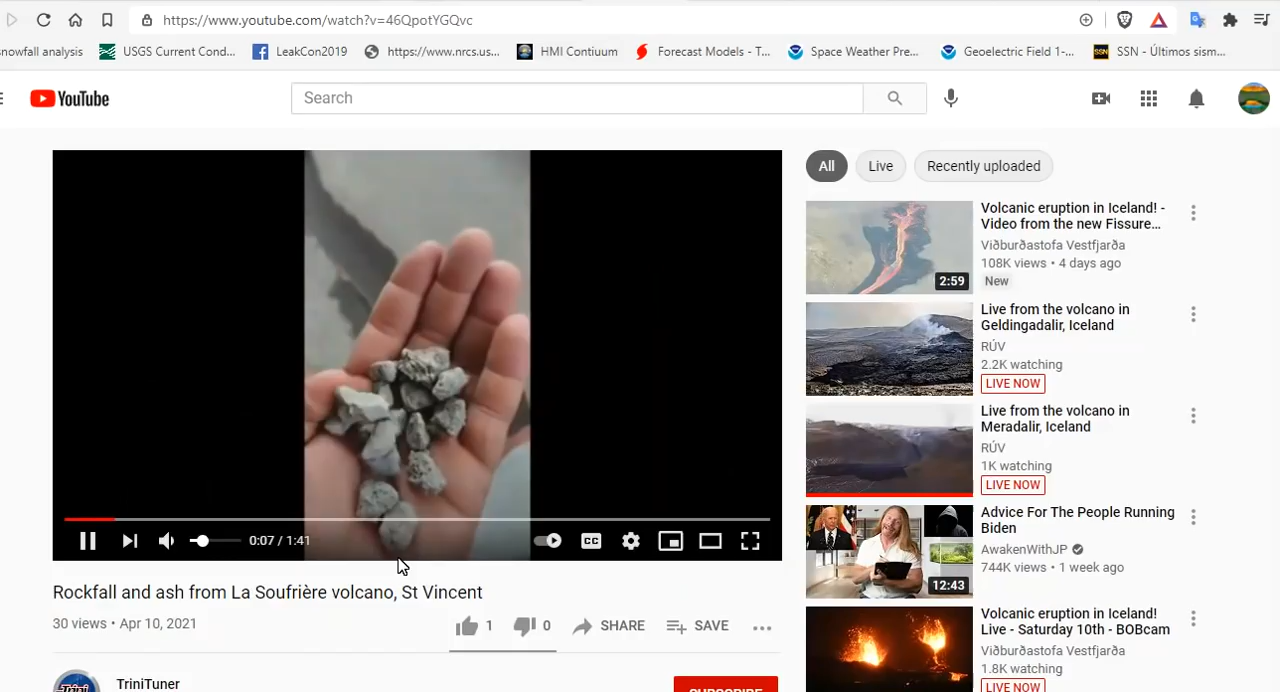 https://www.youtube.com/watch?v=46QpotYGQvc
snowfall analysis
USGS Current Cond...
LeakCon2019
https://www.nrcs.us...
HMI Contiuum
Forecast Models - T...
Space Weather Pre...
Geoelectric Field 1-...
SSN
SSN - Últimos sism...
YouTube
Search
All
Live
Recently uploaded
Volcanic eruption in Iceland! -
Video from the new Fissure...
Viðburðastofa Vestfjarða
108K views • 4 days ago
New
2:59
Live from the volcano in
Geldingadalir, Iceland
RÚV
2.2K watching
LIVE NOW
Live from the volcano in
Meradalir, Iceland
RÚV
1K watching
LIVE NOW
Advice For The People Running
Biden
AwakenWithJP
744K views • 1 week ago
12:43
Volcanic eruption in Iceland!
Live - Saturday 10th - BOBcam
Viðburðastofa Vestfjarða
1.8K watching
LIVE NOW
0:07 / 1:41
CC
Rockfall and ash from La Soufrière volcano, St Vincent
30 views • Apr 10, 2021
1
0
SHARE
SAVE
Trini
TriniTuner
SUBSCRIBE